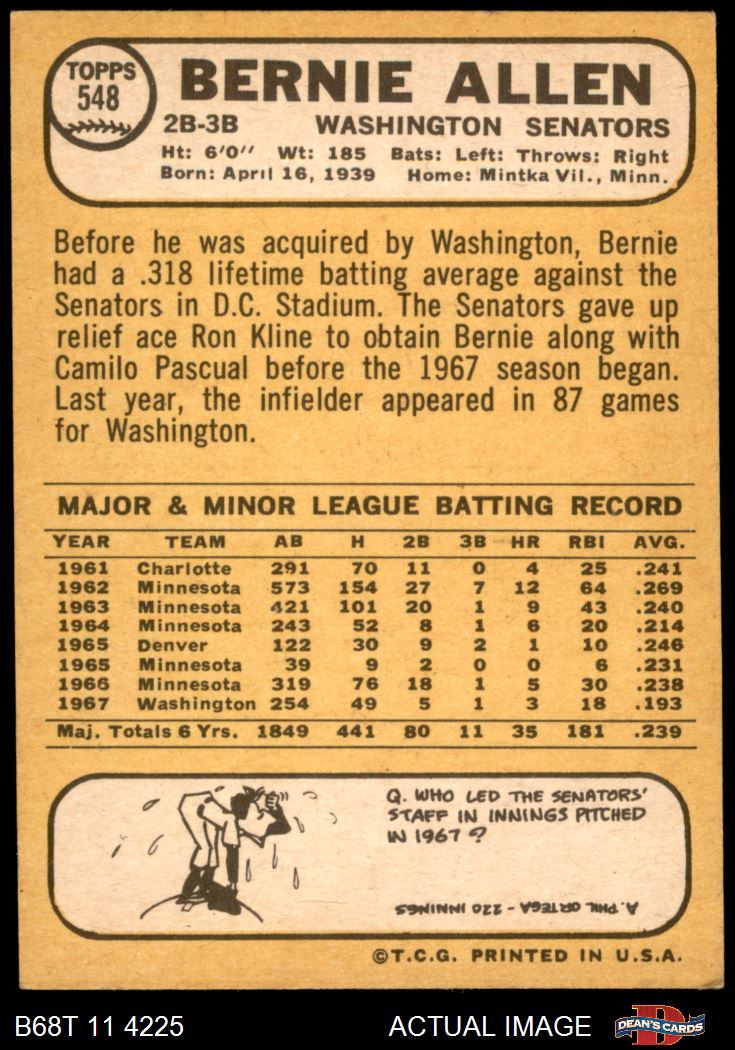 TOPPS
548
BERNIE ALLEN
2B-3B WASHINGTON SENATORS
Ht: 6'0" Wt: 185 Bats: Left: Throws: Right
Born: April 16, 1939 Home: Mintka Vil., Minn.
Before he was acquired by Washington, Bernie
had a .318 lifetime batting average against the
Senators in D.C. Stadium. The Senators gave up
relief ace Ron Kline to obtain Bernie along with
Camilo Pascual before the 1967 season began.
Last year, the infielder appeared in 87 games
for Washington.
MAJOR & MINOR LEAGUE BATTING RECORD
YEAR TEAM AB H 2B 3B HR RBI AVG.
1961 Charlotte 291 70 11 0 4 25 .241
1962 Minnesota 573 154 27 7 12 64 .269
1963 Minnesota 421 101 20 1 9 43 .240
1964 Minnesota 243 52 8 1 6 20 .214
1965 Denver 122 30 9 2 1 10 .246
1965 Minnesota 39 9 2 0 0 6 .231
1966 Minnesota 319 76 18 1 5 30 .238
1967 Washington 254 49 5 1 3 18 .193
Maj. Totals 6 Yrs. 1849 441 80 11 35 181 .239
Q. WHO LED THE SENATORS'
STAFF IN INNINGS PITCHED
IN 1967?
A. PHIL ORTEGA - 220 INNINGS
©T.C.G. PRINTED IN U.S.A.
B68T 11 4225 ACTUAL IMAGE
D
DEAN'S CARDS